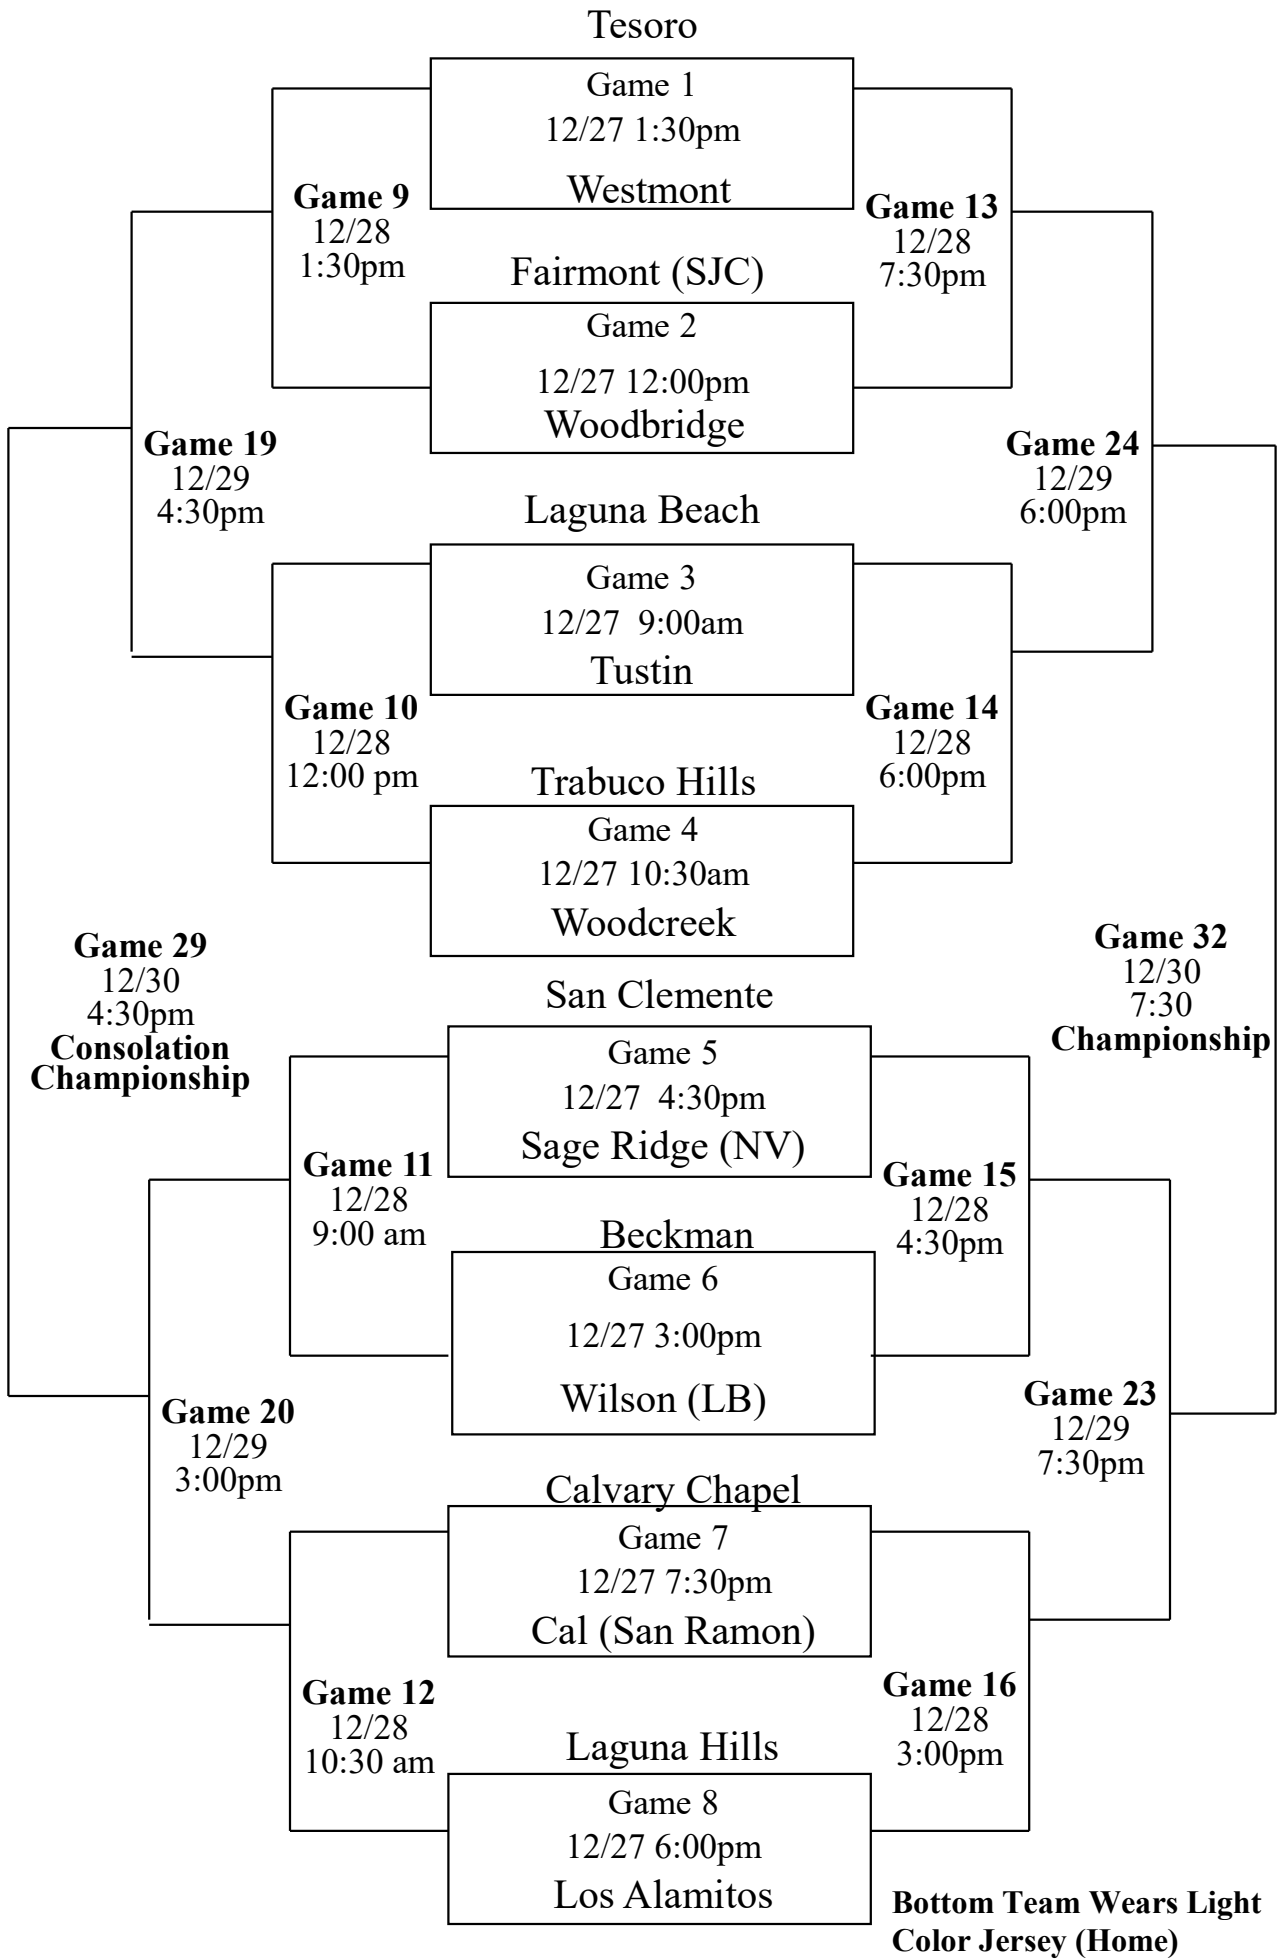 Tesoro
Game 1
12/27 1:30pm
Westmont
Game 9
12/28
1:30pm
Game 13
12/28
7:30pm
Fairmont (SJC)
Game 2
12/27 12:00pm
Woodbridge
Game 19
12/29
4:30pm
Game 24
12/29
6:00pm
Laguna Beach
Game 3
12/27 9:00am
Tustin
Game 10
12/28
12:00 pm
Game 14
12/28
6:00pm
Trabuco Hills
Game 4
12/27 10:30am
Woodcreek
Game 29
12/30
4:30pm
Consolation
Championship
Game 32
12/30
7:30
Championship
San Clemente
Game 5
12/27 4:30pm
Sage Ridge (NV)
Game 11
12/28
9:00 am
Game 15
12/28
4:30pm
Beckman
Game 6
12/27 3:00pm
Wilson (LB)
Game 20
12/29
3:00pm
Game 23
12/29
7:30pm
Calvary Chapel
Game 7
12/27 7:30pm
Cal (San Ramon)
Game 12
12/28
10:30 am
Game 16
12/28
3:00pm
Laguna Hills
Game 8
12/27 6:00pm
Los Alamitos
Bottom Team Wears Light
Color Jersey (Home)